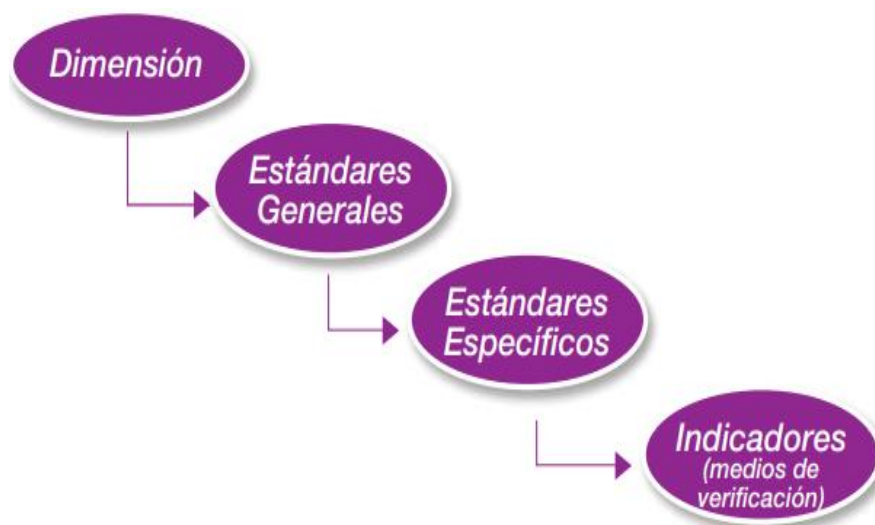 Dimensión
Estándares
Generales
Estándares
Específicos
Indicadores
(medios de
verificación)